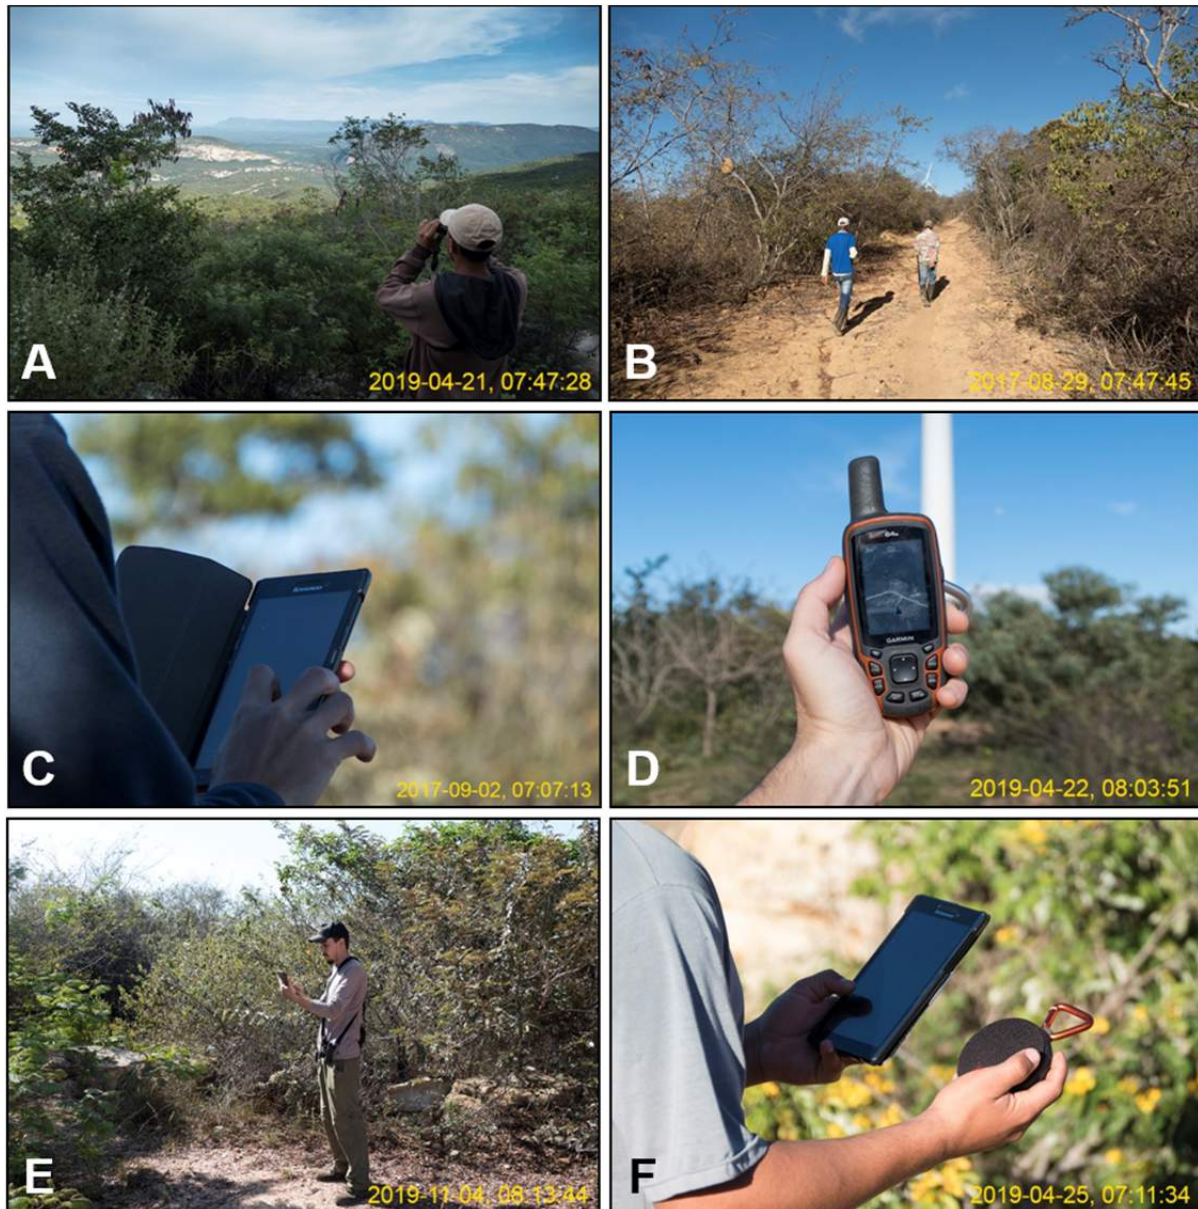 A
2019-04-21, 07:47:28
B
2017-08-29, 07:47:45
C
2017-09-02, 07:07:13
Lenovo
D
2019-04-22, 08:03:51
GARMIN
E
2019-11-04, 08:13:44
F
2019-04-25, 07:11:34